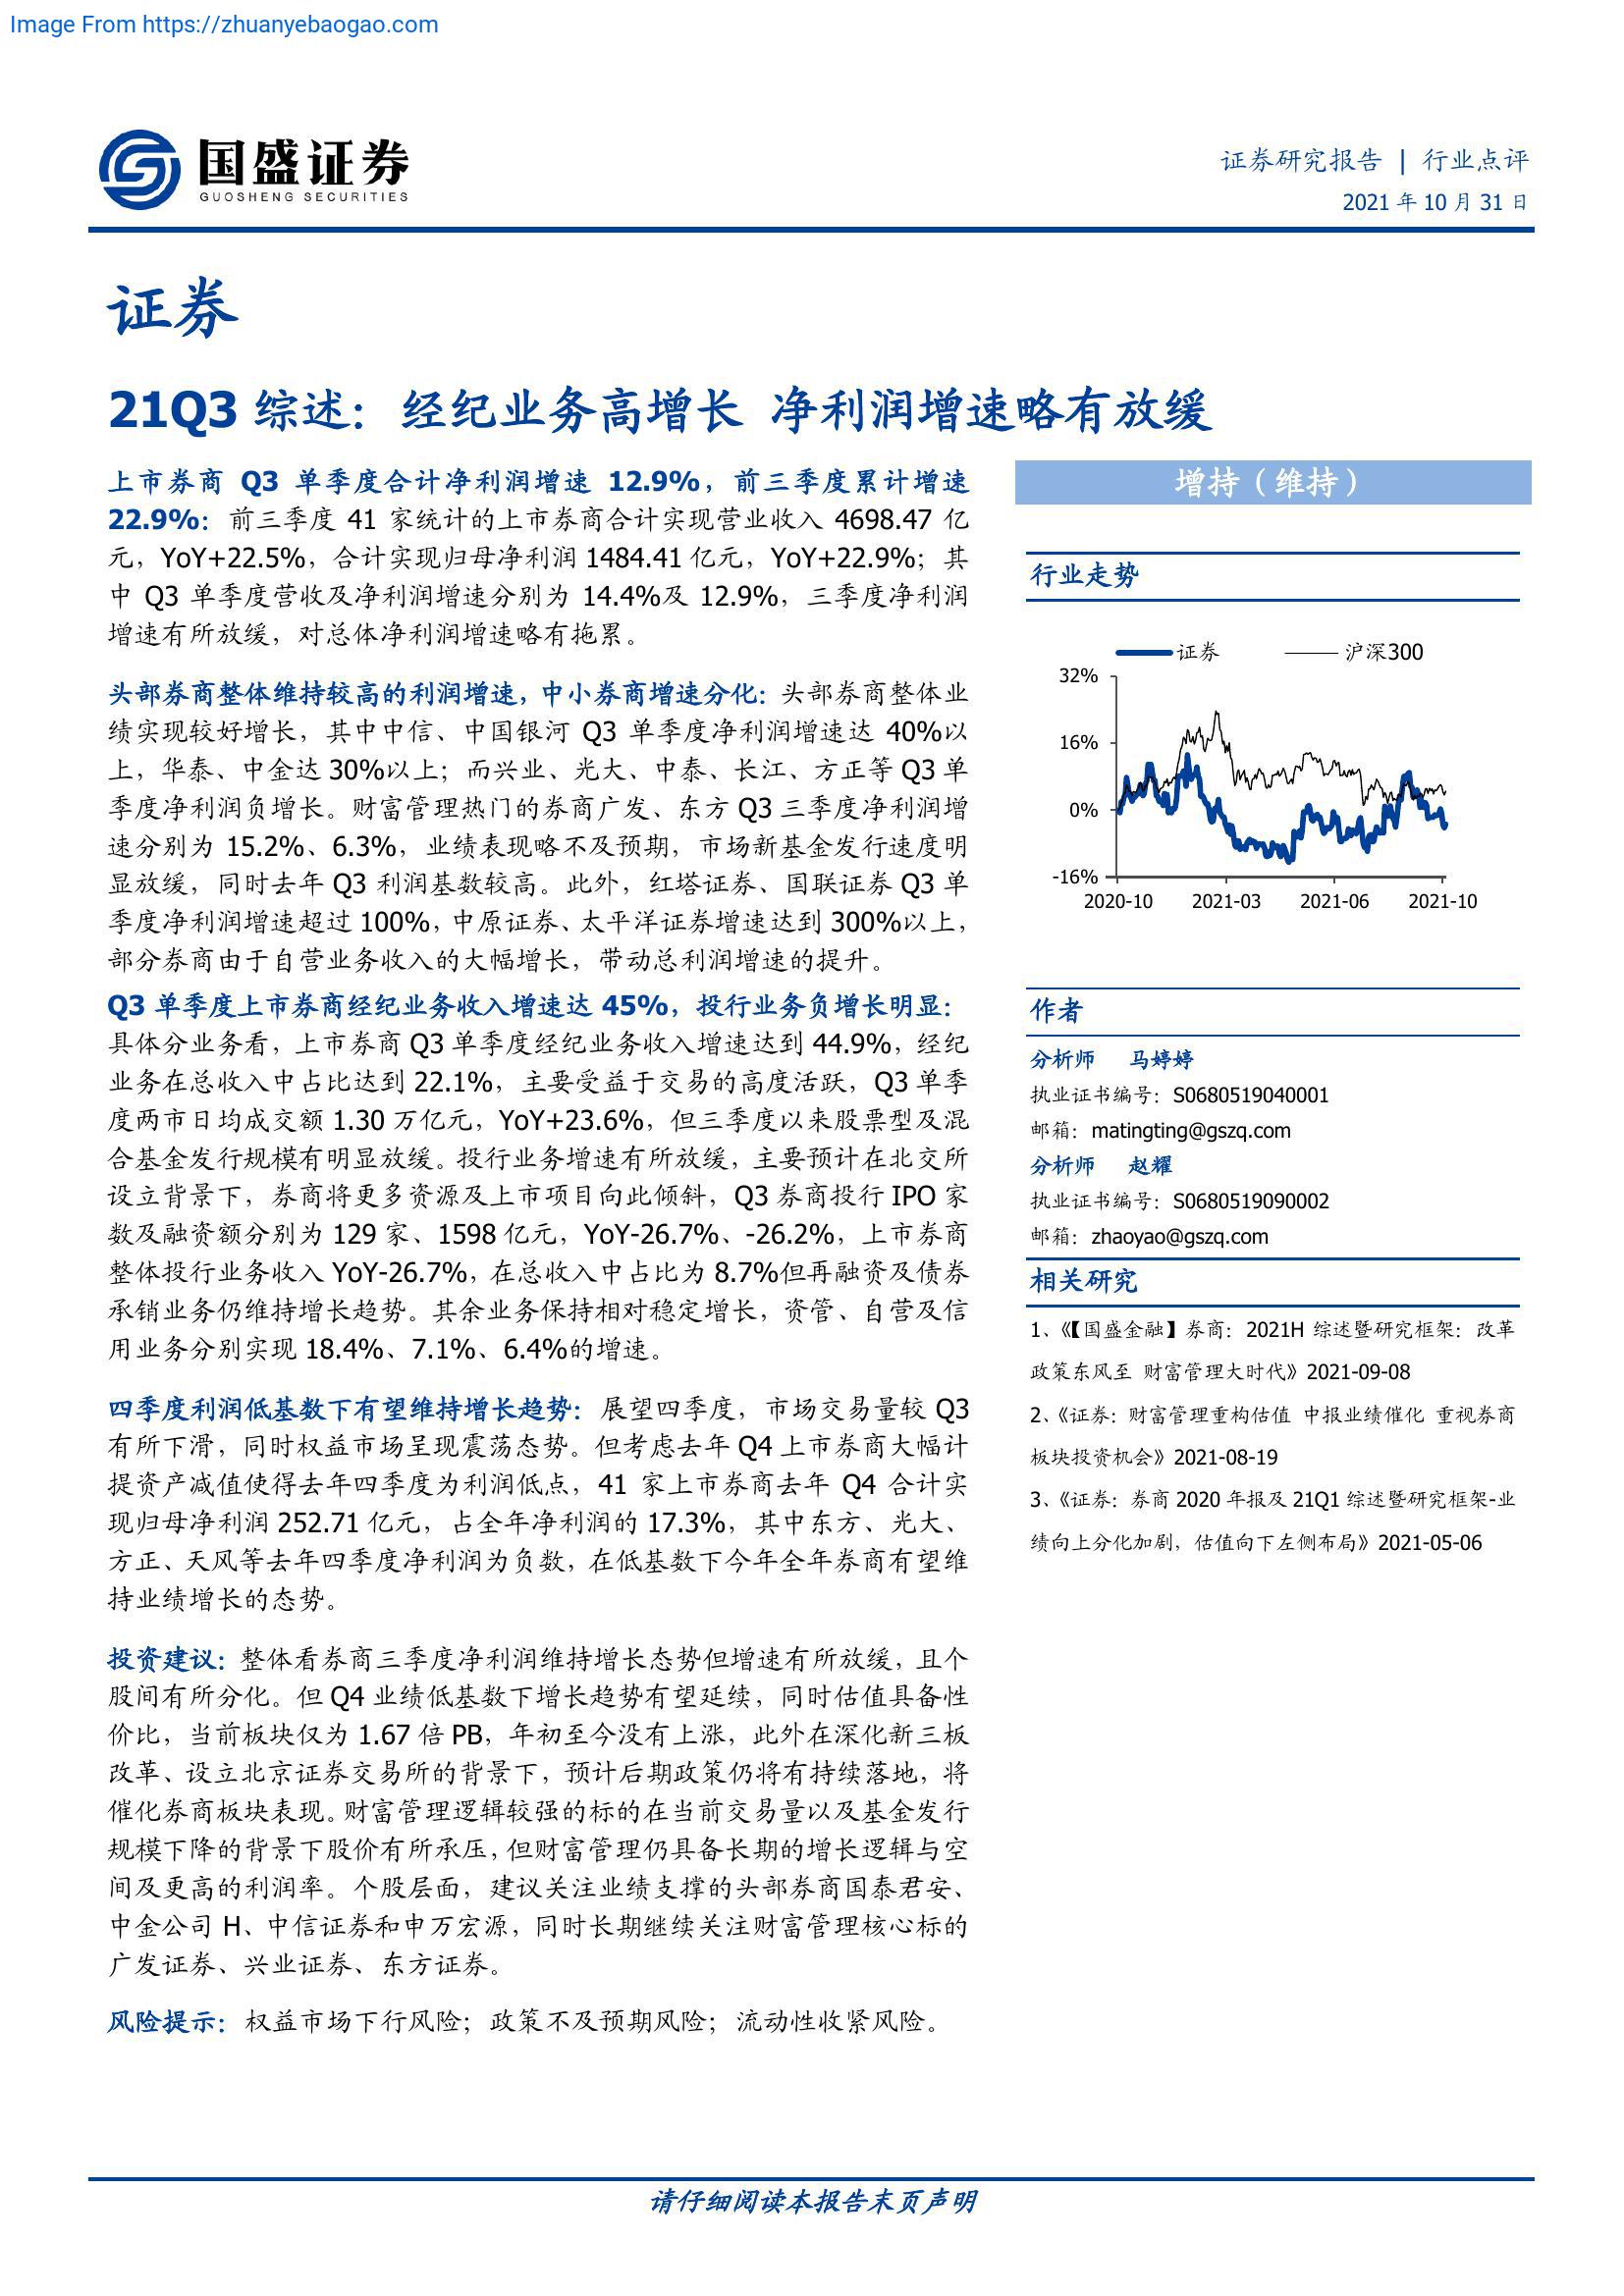 Image From https://zhuanyebaogao.com
国盛证券
GUOSHENG SECURITIES
证券研究报告 | 行业点评
2021 年 10 月 31 日
证券
21Q3 综述：经纪业务高增长 净利润增速略有放缓
上市券商 Q3 单季度合计净利润增速 12.9%，前三季度累计增速
22.9%：前三季度 41 家统计的上市券商合计实现营业收入 4698.47 亿
元，YoY+22.5%，合计实现归母净利润 1484.41 亿元，YoY+22.9%；其
中 Q3 单季度营收及净利润增速分别为 14.4%及 12.9%，三季度净利润
增速有所放缓，对总体净利润增速略有拖累。
头部券商整体维持较高的利润增速，中小券商增速分化：头部券商整体业
绩实现较好增长，其中中信、中国银河 Q3 单季度净利润增速达 40%以
上，华泰、中金达 30%以上；而兴业、光大、中泰、长江、方正等 Q3 单
季度净利润负增长。财富管理热门的券商广发、东方 Q3 三季度净利润增
速分别为 15.2%、6.3%，业绩表现略不及预期，市场新基金发行速度明
显放缓，同时去年 Q3 利润基数较高。此外，红塔证券、国联证券 Q3 单
季度净利润增速超过 100%，中原证券、太平洋证券增速达到 300%以上，
部分券商由于自营业务收入的大幅增长，带动总利润增速的提升。
Q3 单季度上市券商经纪业务收入增速达 45%，投行业务负增长明显：
具体分业务看，上市券商 Q3 单季度经纪业务收入增速达到 44.9%，经纪
业务在总收入中占比达到 22.1%，主要受益于交易的高度活跃，Q3 单季
度两市日均成交额 1.30 万亿元，YoY+23.6%，但三季度以来股票型及混
合基金发行规模有明显放缓。投行业务增速有所放缓，主要预计在北交所
设立背景下，券商将更多资源及上市项目向此倾斜，Q3 券商投行 IPO 家
数及融资额分别为 129 家、1598 亿元，YoY-26.7%、-26.2%，上市券商
整体投行业务收入 YoY-26.7%，在总收入中占比为 8.7%但再融资及债券
承销业务仍维持增长趋势。其余业务保持相对稳定增长，资管、自营及信
用业务分别实现 18.4%、7.1%、6.4%的增速。
四季度利润低基数下有望维持增长趋势：展望四季度，市场交易量较 Q3
有所下滑，同时权益市场呈现震荡态势。但考虑去年 Q4 上市券商大幅计
提资产减值使得去年四季度为利润低点，41 家上市券商去年 Q4 合计实
现归母净利润 252.71 亿元，占全年净利润的 17.3%，其中东方、光大、
方正、天风等去年四季度净利润为负数，在低基数下今年全年券商有望维
持业绩增长的态势。
投资建议：整体看券商三季度净利润维持增长态势但增速有所放缓，且个
股间有所分化。但 Q4 业绩低基数下增长趋势有望延续，同时估值具备性
价比，当前板块仅为 1.67 倍 PB，年初至今没有上涨，此外在深化新三板
改革、设立北京证券交易所的背景下，预计后期政策仍将有持续落地，将
催化券商板块表现。财富管理逻辑较强的标的在当前交易量以及基金发行
规模下降的背景下股价有所承压，但财富管理仍具备长期的增长逻辑与空
间及更高的利润率。个股层面，建议关注业绩支撑的头部券商国泰君安、
中金公司 H、中信证券和申万宏源，同时长期继续关注财富管理核心标的
广发证券、兴业证券、东方证券。
风险提示：权益市场下行风险；政策不及预期风险；流动性收紧风险。
增持（维持）
行业走势
证券 沪深300
32%
16%
0%
-16%
2020-10 2021-03 2021-06 2021-10
作者
分析师 马婷婷
执业证书编号：S0680519040001
邮箱：matingting@gszq.com
分析师 赵耀
执业证书编号：S0680519090002
邮箱：zhaoyao@gszq.com
相关研究
1、《【国盛金融】券商：2021H 综述暨研究框架：改革
政策东风至 财富管理大时代》2021-09-08
2、《证券：财富管理重构估值 中报业绩催化 重视券商
板块投资机会》2021-08-19
3、《证券：券商 2020 年报及 21Q1 综述暨研究框架-业
绩向上分化加剧，估值向下左侧布局》2021-05-06
请仔细阅读本报告末页声明